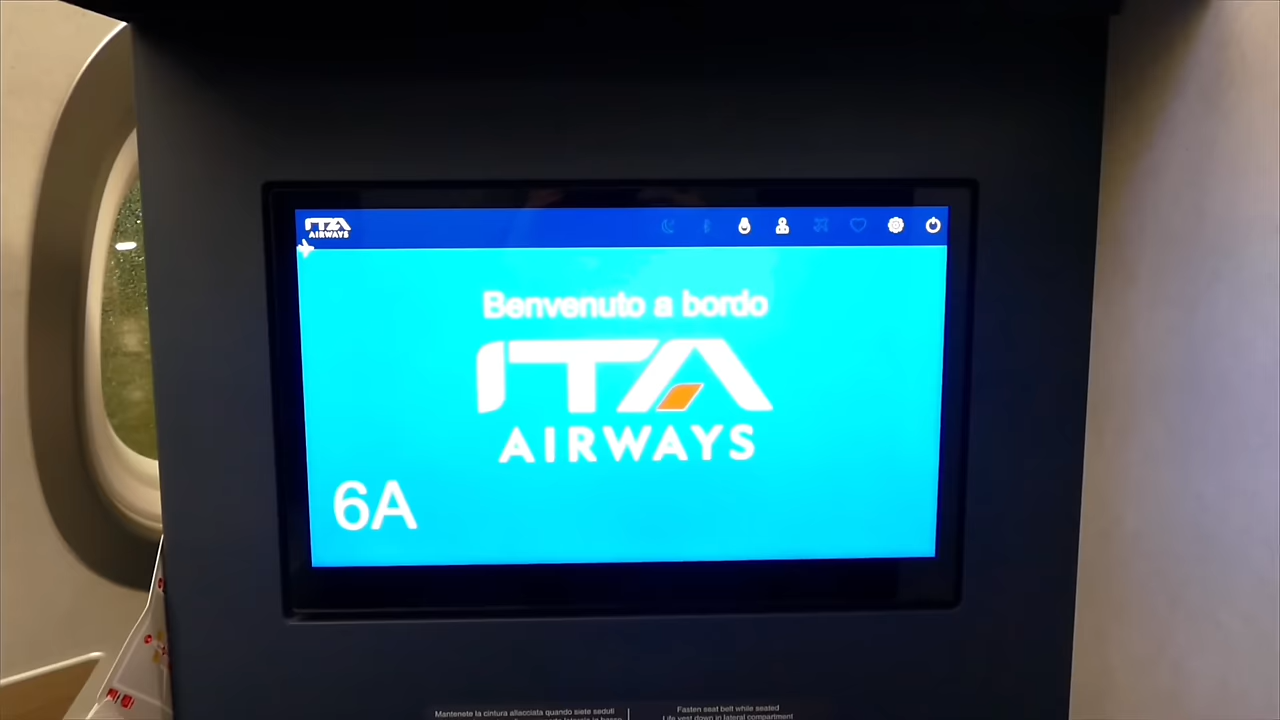 ITA
AIRWAYS
Benvenuto a bordo
ITA
AIRWAYS
6A
Mantenete la cintura allacciata quando siete seduti
Fasten seat belt while seated
Life vest down in lateral compartment